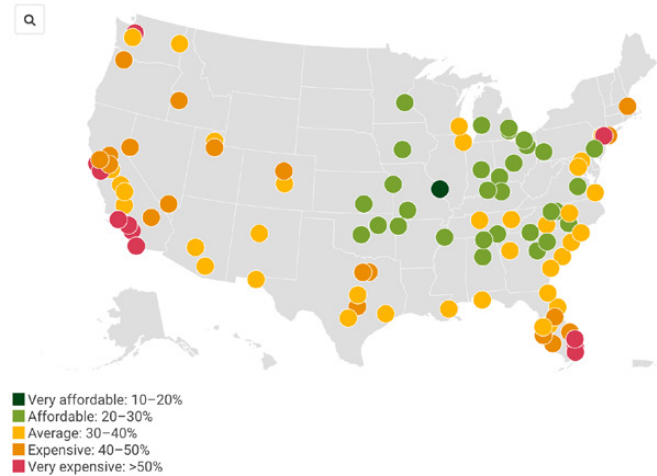 Very affordable: 10–20%
Affordable: 20–30%
Average: 30–40%
Expensive: 40–50%
Very expensive: >50%